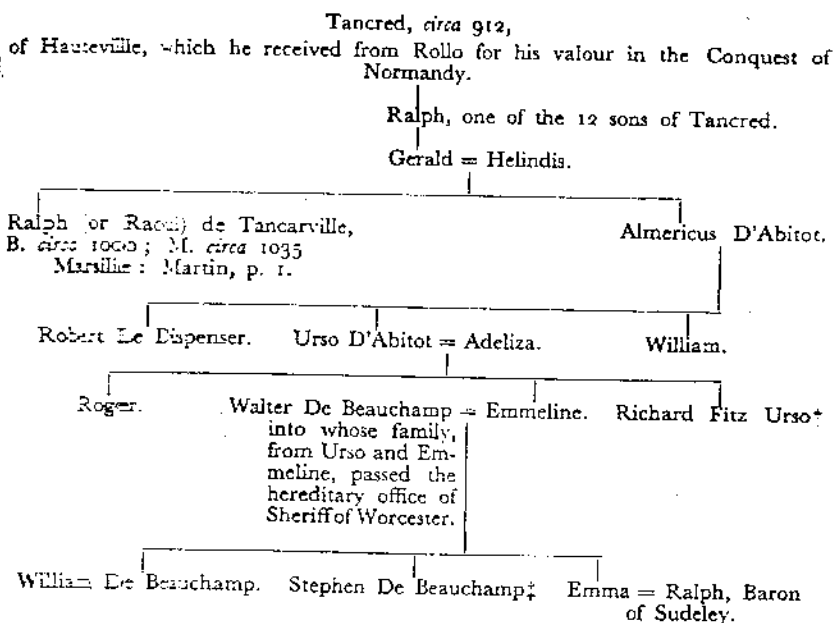 Tancred, circa 912,
of Hauteville, which he received from Rollo for his valour in the Conquest of
Normandy.
Ralph, one of the 12 sons of Tancred.
Gerald = Helindis.
Ralph (or Raoul) de Tancarville,
B. circa 1000; M. circa 1035
Marsilie: Martin, p. 1.
Almericus D'Abitot.
Robert Le Dispenser.
Urso D'Abitot = Adeliza.
William.
Roger.
Walter De Beauchamp = Emmeline.
into whose family,
from Urso and Em-
meline, passed the
hereditary office of
Sheriff of Worcester.
Richard Fitz Urso†
William De Beauchamp.
Stephen De Beauchamp‡
Emma = Ralph, Baron
of Sudeley.